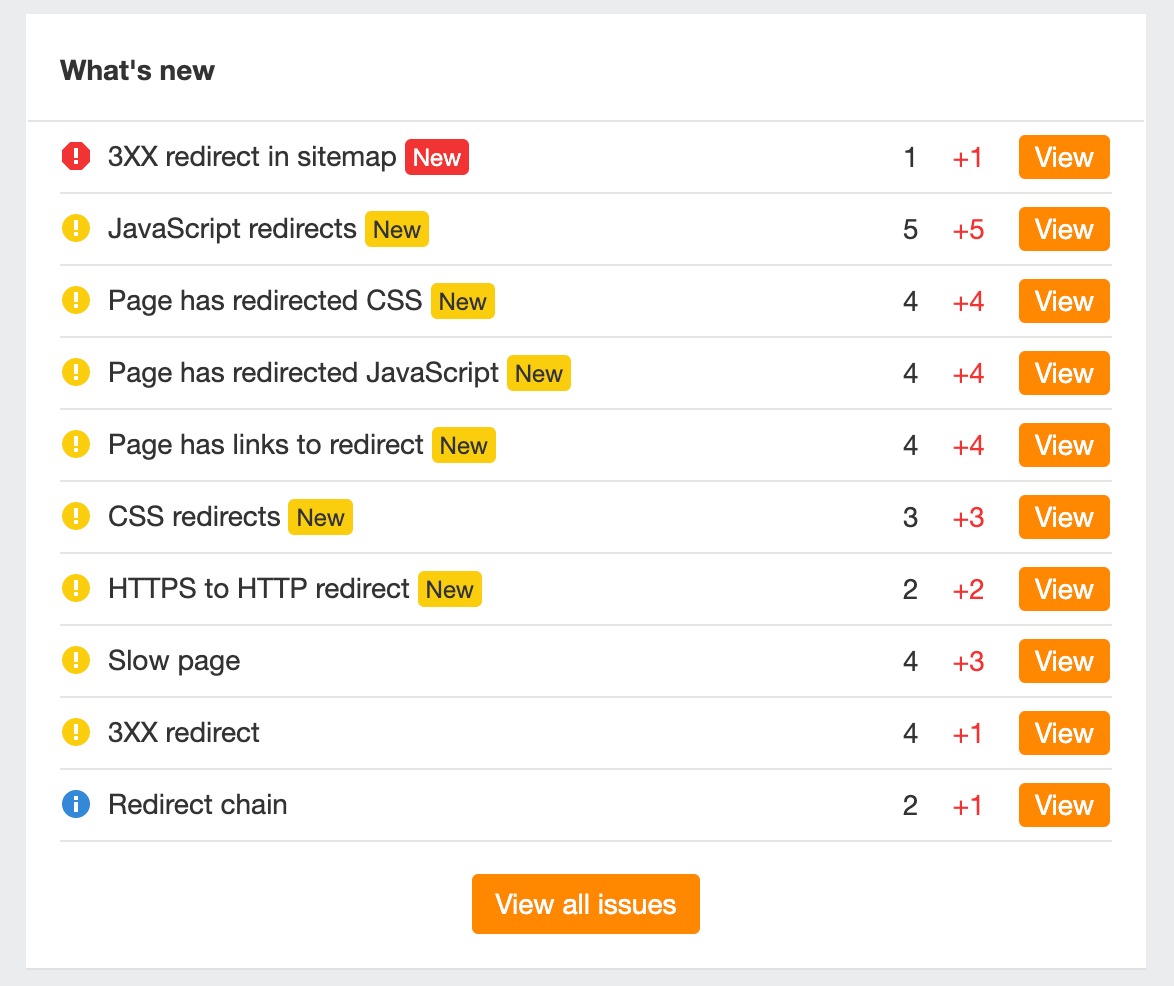 What's new
3XX redirect in sitemap New 1 +1 View
JavaScript redirects New 5 +5 View
Page has redirected CSS New 4 +4 View
Page has redirected JavaScript New 4 +4 View
Page has links to redirect New 4 +4 View
CSS redirects New 3 +3 View
HTTPS to HTTP redirect New 2 +2 View
Slow page 4 +3 View
3XX redirect 4 +1 View
Redirect chain 2 +1 View
View all issues